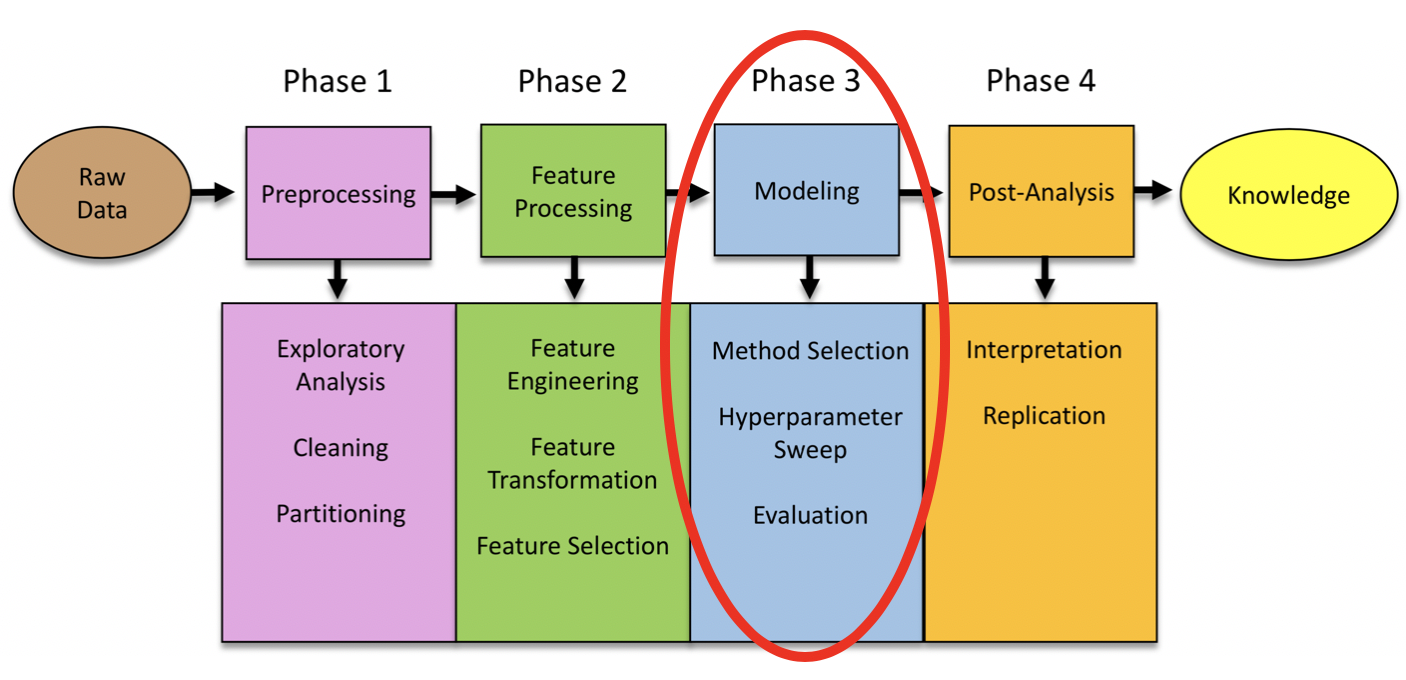 Phase 1
Phase 2
Phase 3
Phase 4
Raw
Data
Preprocessing
Feature
Processing
Modeling
Post-Analysis
Knowledge
Exploratory
Analysis
Cleaning
Partitioning
Feature
Engineering
Feature
Transformation
Feature Selection
Method Selection
Hyperparameter
Sweep
Evaluation
Interpretation
Replication